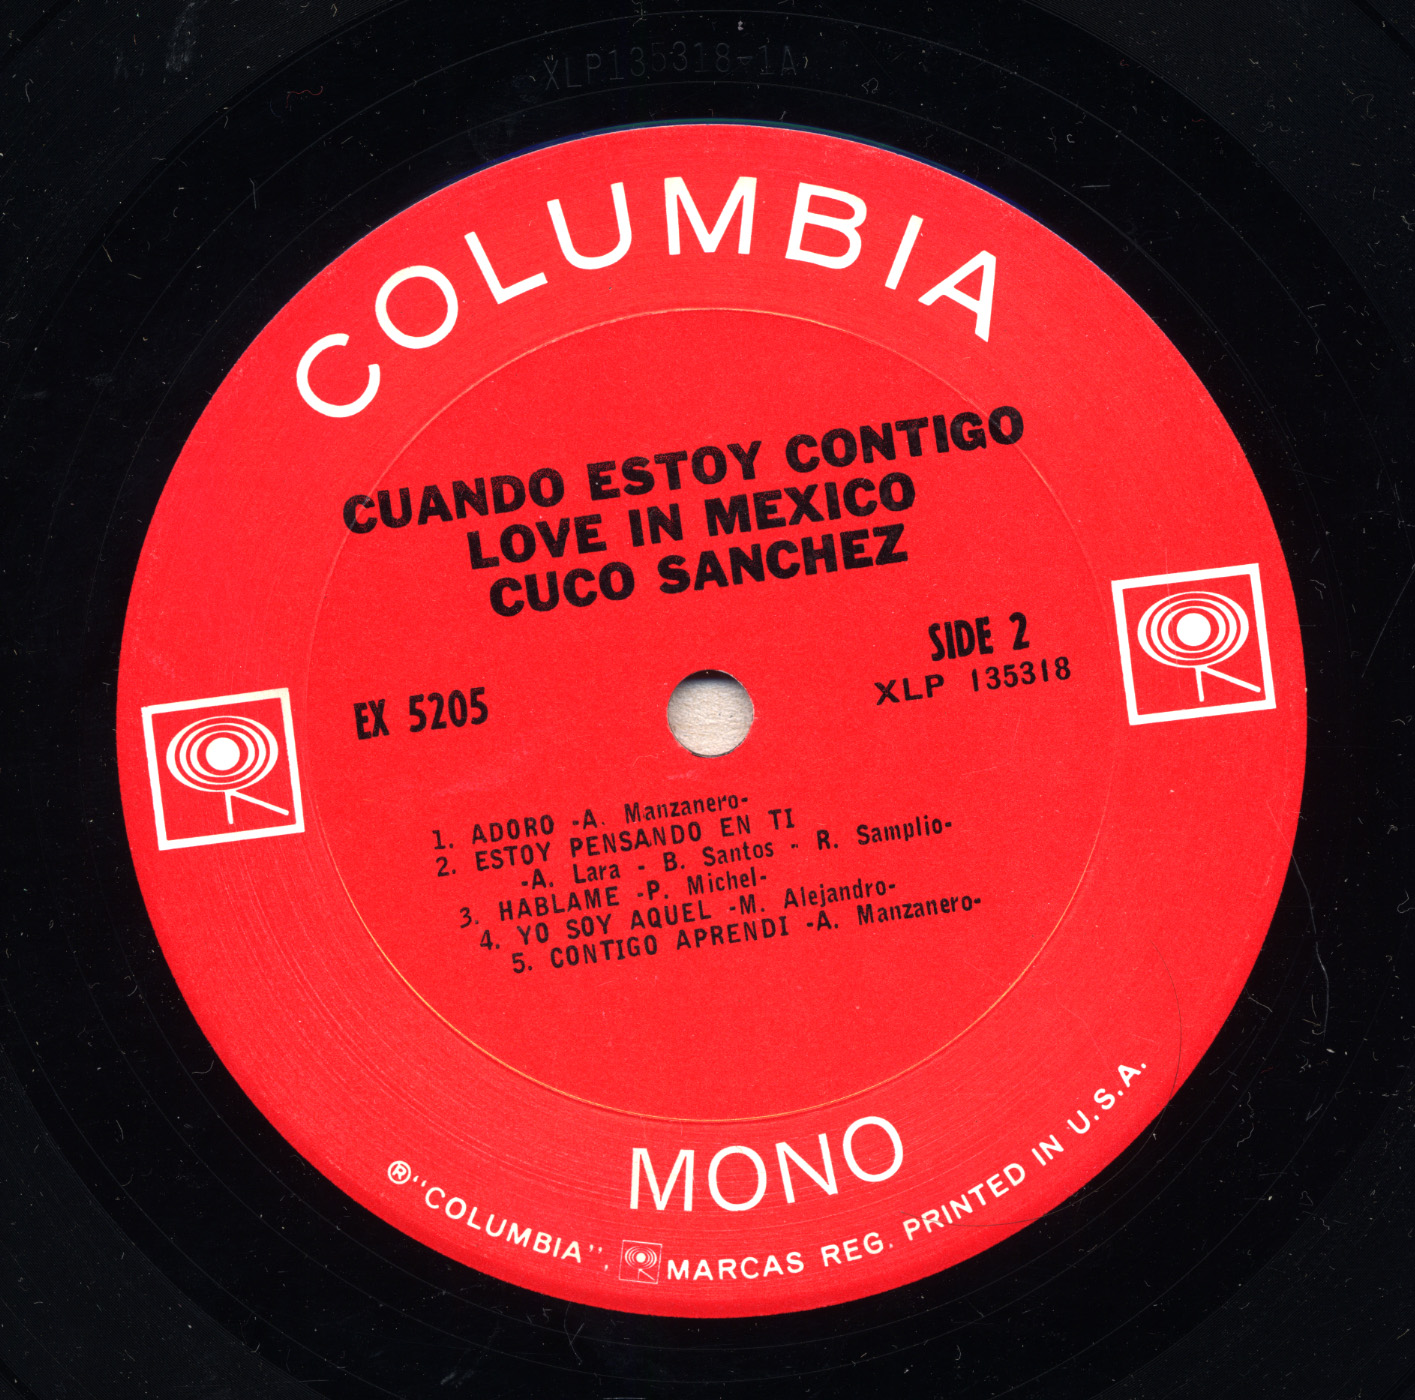 XLP135318-1A
COLUMBIA
CUANDO ESTOY CONTIGO
LOVE IN MEXICO
CUCO SANCHEZ
SIDE 2
XLP 135318
EX 5205
1. ADORO -A. Manzanero-
2. ESTOY PENSANDO EN TI
-A. Lara - B. Santos - R. Samplio-
3. HABLAME -P. Michel-
4. YO SOY AQUEL -M. Alejandro-
5. CONTIGO APRENDI -A. Manzanero-
MONO
®"COLUMBIA", MARCAS REG. PRINTED IN U.S.A.